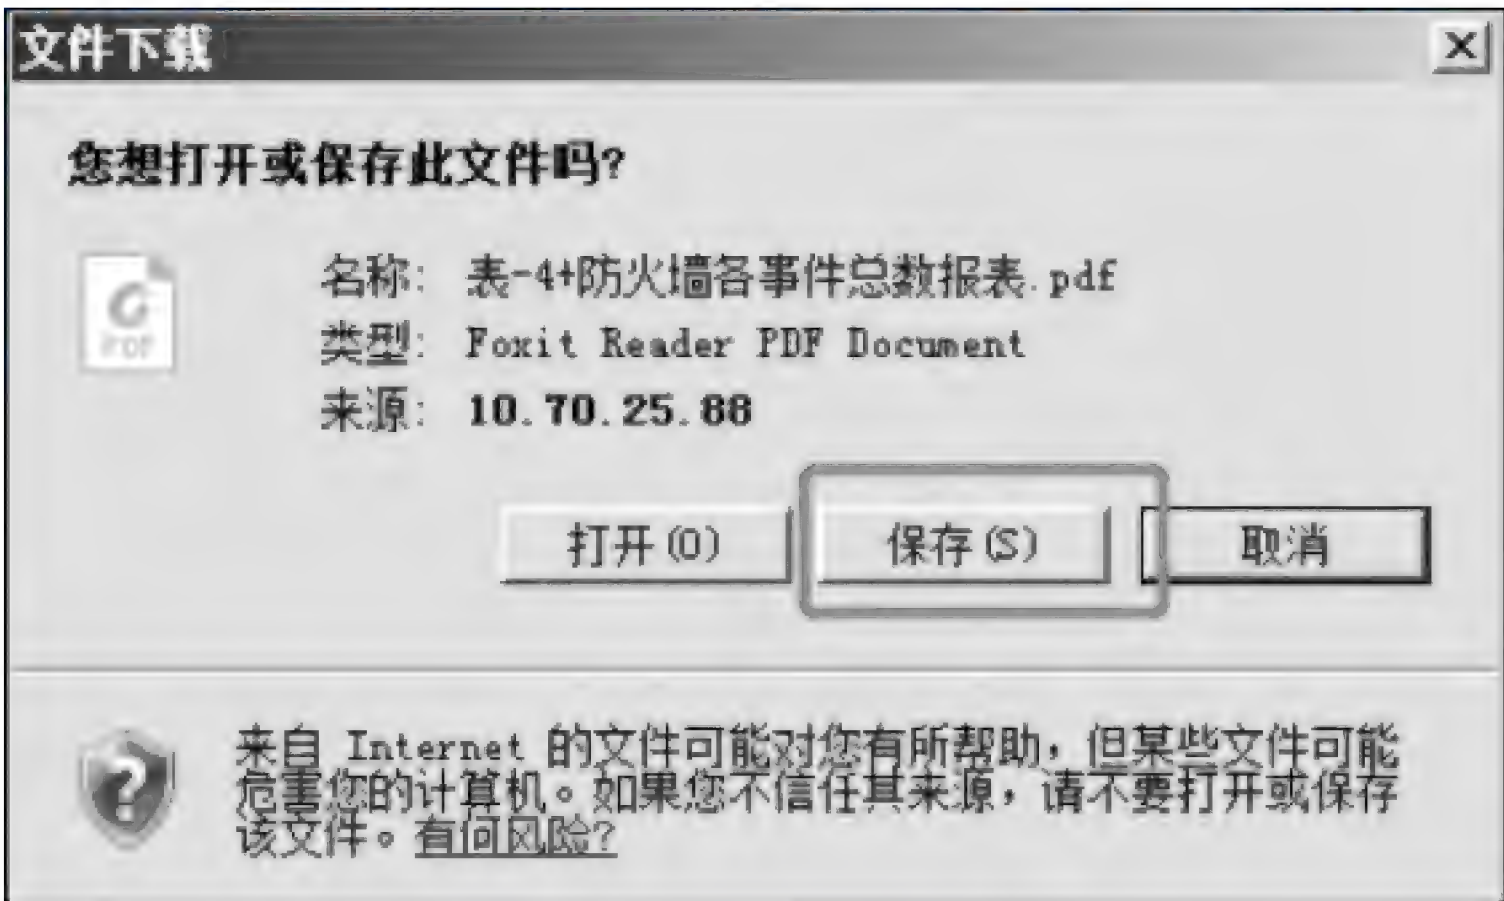 文件下载
您想打开或保存此文件吗?
名称: 表-4+防火墙各事件总数报表.pdf
PDF
类型: Foxit Reader PDF Document
来源: 10.70.25.88
打开(O) 保存(S) 取消
来自 Internet 的文件可能对您有所帮助，但某些文件可能
危害您的计算机。如果您不信任其来源，请不要打开或保存
该文件。有何风险?